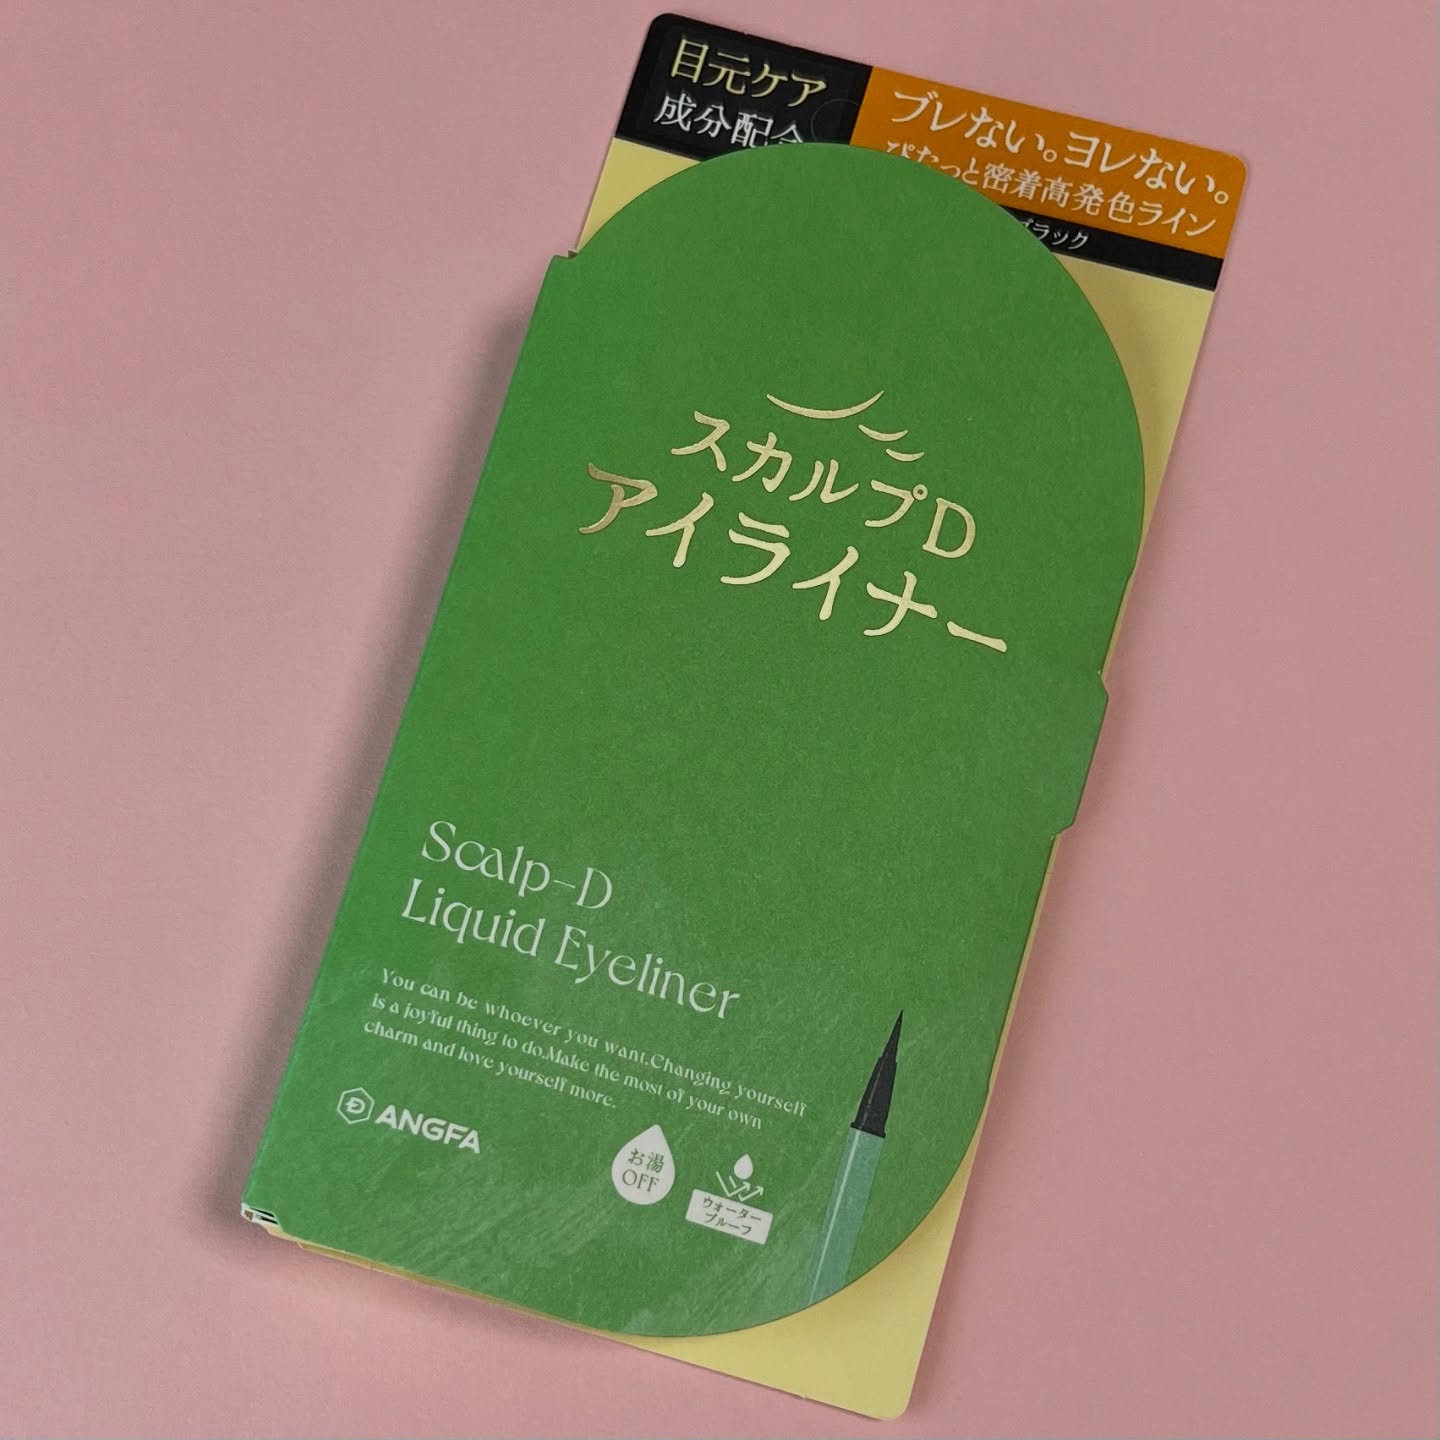 目元ケア
成分配合
ブレない。ヨレない。
ぴたっと密着高発色ライン
ブラック
スカルプD
アイライナー
Scalp-D
Liquid Eyeliner
You can be whoever you want.Changing yourself
is a joyful thing to do.Make the most of your own
charm and love yourself more.
ANGFA
お湯
OFF
ウォーター
プルーフ